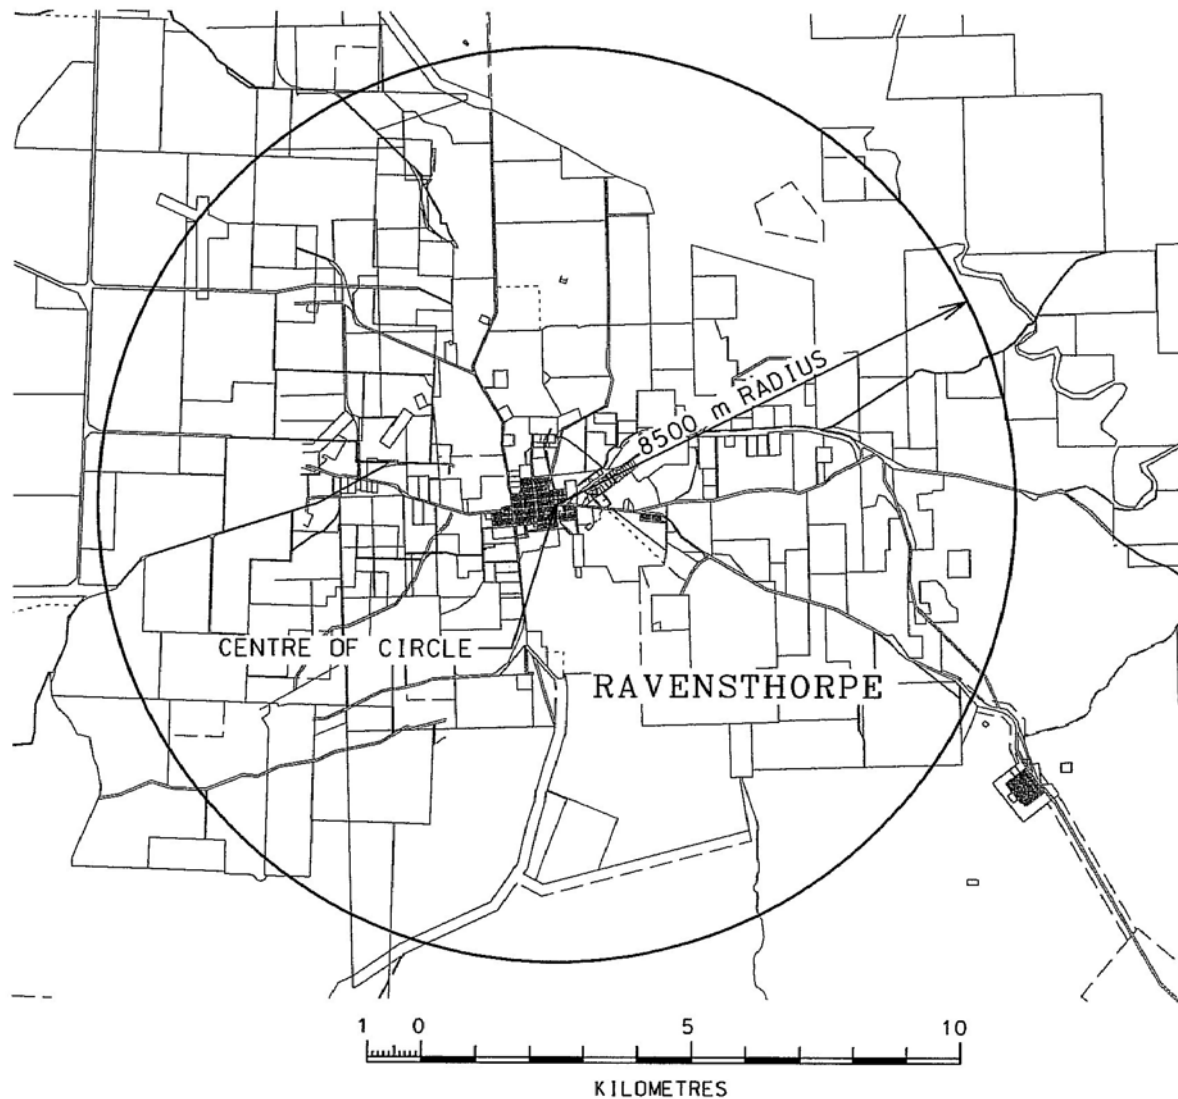 8500 m RADIUS
CENTRE OF CIRCLE
RAVENSTHORPE
1 0 5 10
KILOMETRES